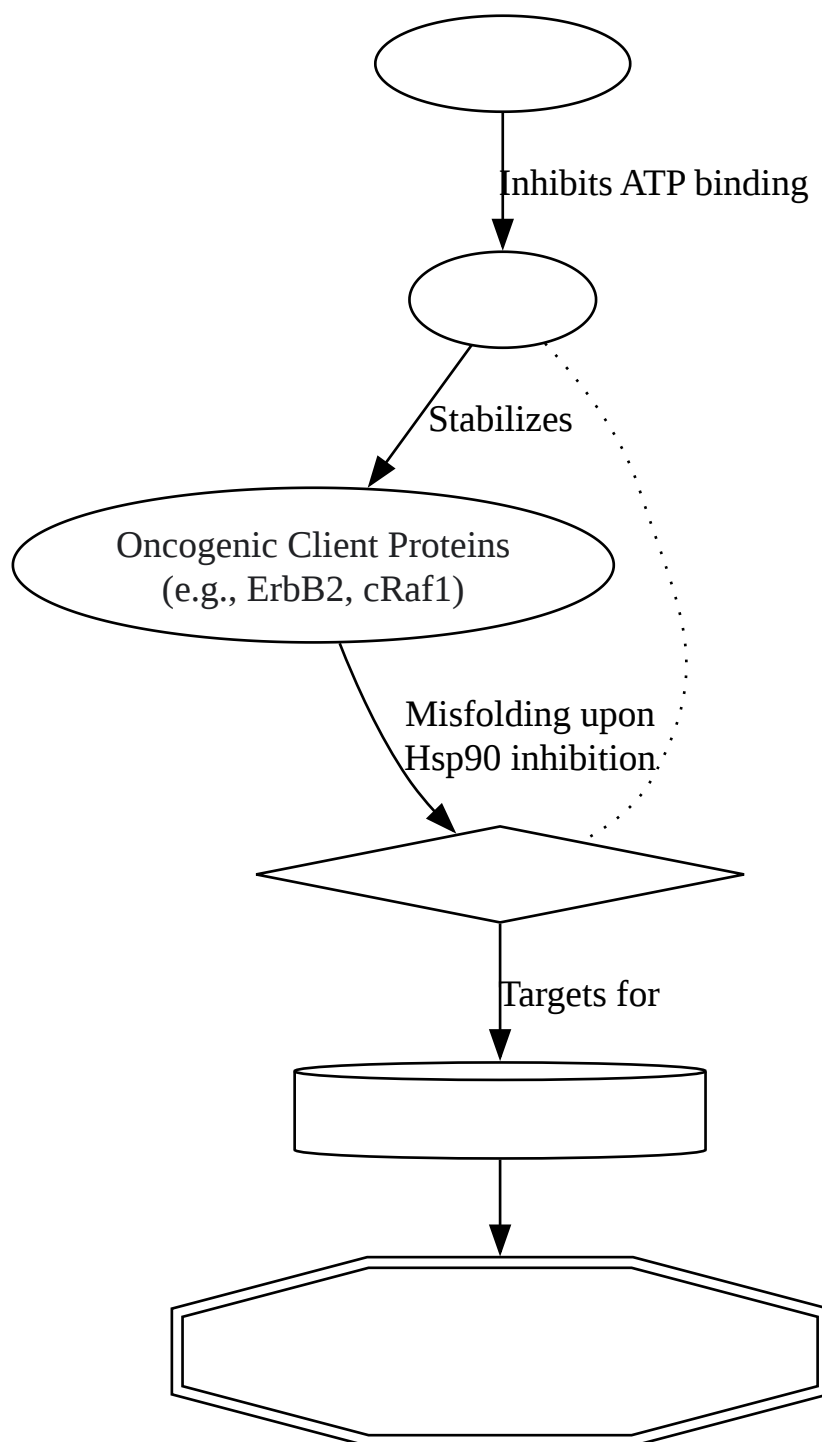 Inhibits ATP binding
Stabilizes
Oncogenic Client Proteins
(e.g., ErbB2, cRaf1)
Misfolding upon
Hsp90 inhibition
Targets for